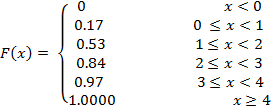 0 x < 0
0.17 0 ≤ x < 1
0.53 1 ≤ x < 2
F(x) = { 0.84 2 ≤ x < 3
0.97 3 ≤ x < 4
1.0000 x ≥ 4